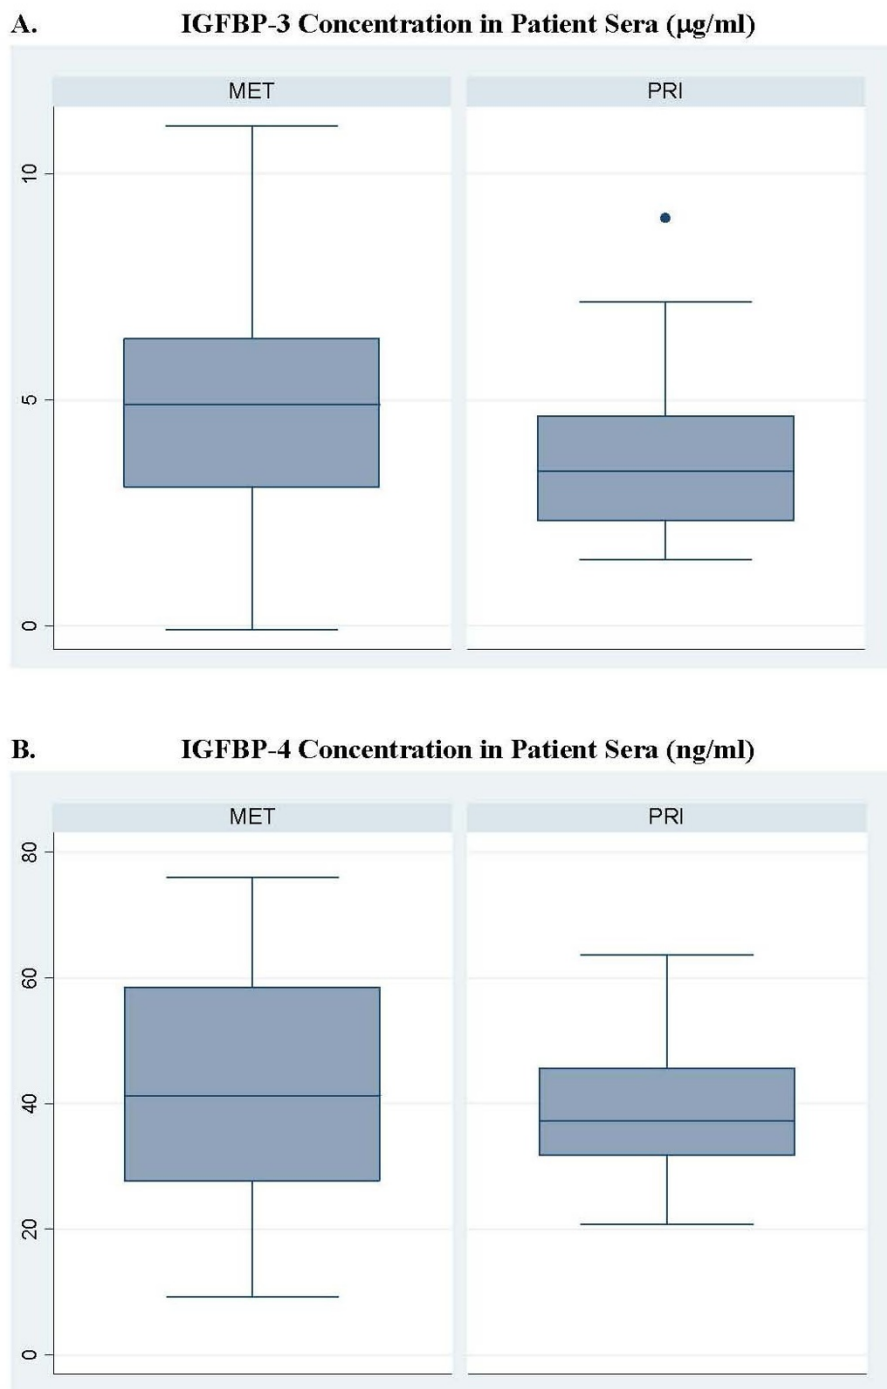 A. IGFBP-3 Concentration in Patient Sera (µg/ml)
MET PRI
10
5
0
B. IGFBP-4 Concentration in Patient Sera (ng/ml)
MET PRI
80
60
40
20
0